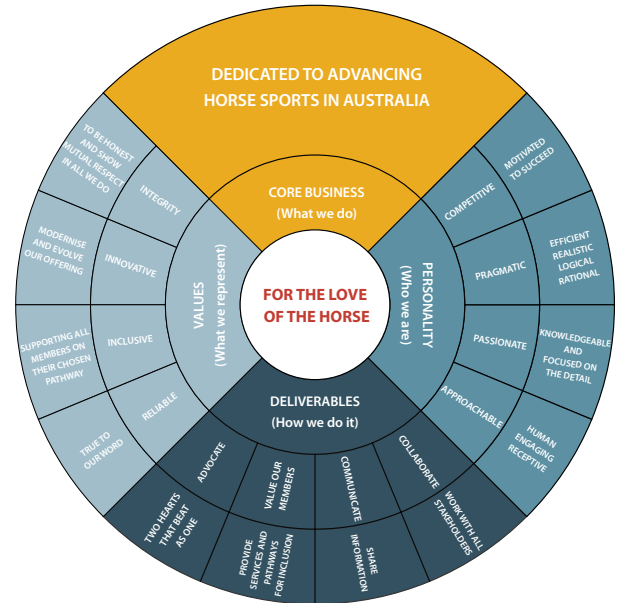 DEDICATED TO ADVANCING
HORSE SPORTS IN AUSTRALIA
CORE BUSINESS
(What we do)
FOR THE LOVE
OF THE HORSE
PERSONALITY
(Who we are)
COMPETITIVE
MOTIVATED
TO SUCCEED
PRAGMATIC
EFFICIENT
REALISTIC
LOGICAL
RATIONAL
PASSIONATE
KNOWLEDGEABLE
AND
FOCUSED ON
THE DETAIL
APPROACHABLE
HUMAN
ENGAGING
RECEPTIVE
DELIVERABLES
(How we do it)
COLLABORATE
WORK WITH ALL
STAKEHOLDERS
COMMUNICATE
SHARE
INFORMATION
VALUE OUR
MEMBERS
PROVIDE
SERVICES AND
PATHWAYS
FOR INCLUSION
ADVOCATE
TWO HEARTS
THAT BEAT
AS ONE
VALUES
(What we represent)
RELIABLE
TRUE TO
OUR WORD
INCLUSIVE
SUPPORTING ALL
MEMBERS ON
THEIR CHOSEN
PATHWAY
INNOVATIVE
MODERNISE
AND EVOLVE
OUR OFFERING
INTEGRITY
TO BE HONEST
AND SHOW
MUTUAL RESPECT
IN ALL WE DO